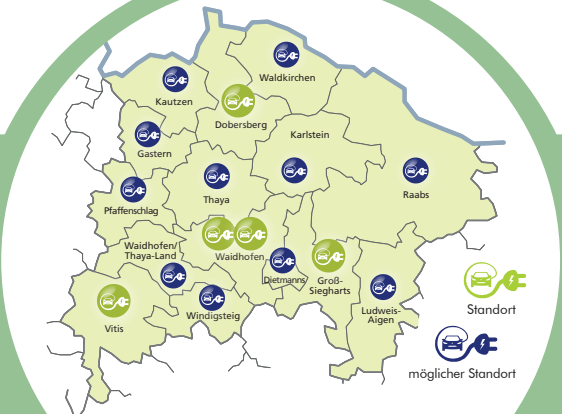 Waldkirchen
Kautzen
Dobersberg
Karlstein
Gastern
Raabs
Thaya
Pfaffenschlag
Waidhofen/
Thaya-Land
Waidhofen
Dietmanns
Groß-
Siegharts
Ludweis-
Aigen
Windigsteig
Vitis
Standort
möglicher Standort